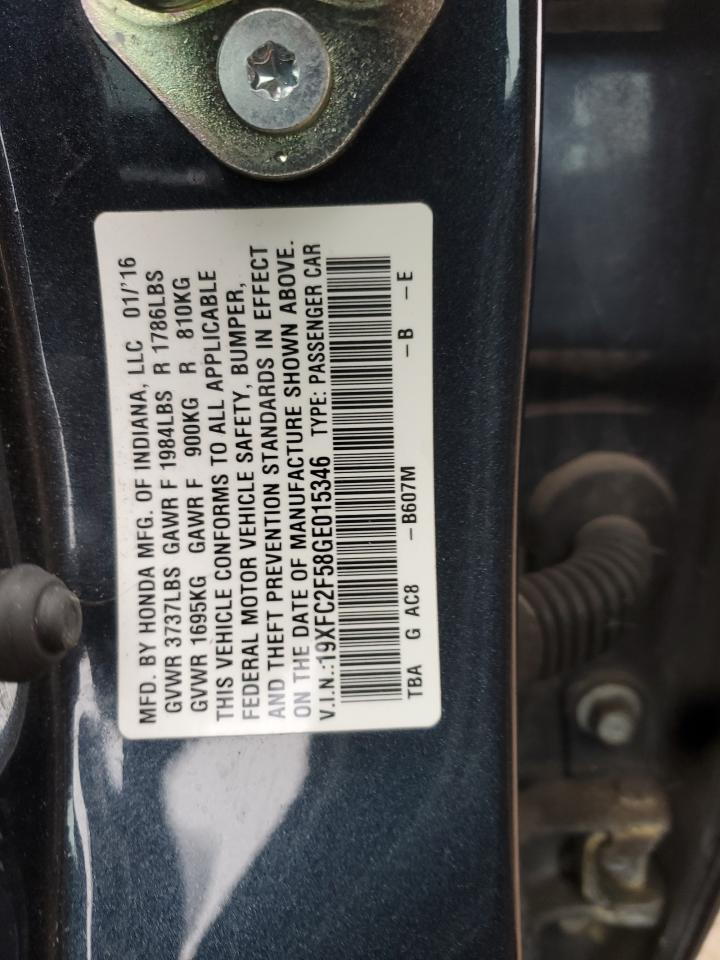 MFD. BY HONDA MFG. OF INDIANA, LLC 01/'16
GVWR 3737LBS GAWR F 1984LBS R 1786LBS
GVWR 1695KG GAWR F 900KG R 810KG
THIS VEHICLE CONFORMS TO ALL APPLICABLE
FEDERAL MOTOR VEHICLE SAFETY, BUMPER,
AND THEFT PREVENTION STANDARDS IN EFFECT
ON THE DATE OF MANUFACTURE SHOWN ABOVE.
V.I.N.:19XFC2F58GE015346 TYPE: PASSENGER CAR
TBA G AC8 –B607M –B –E